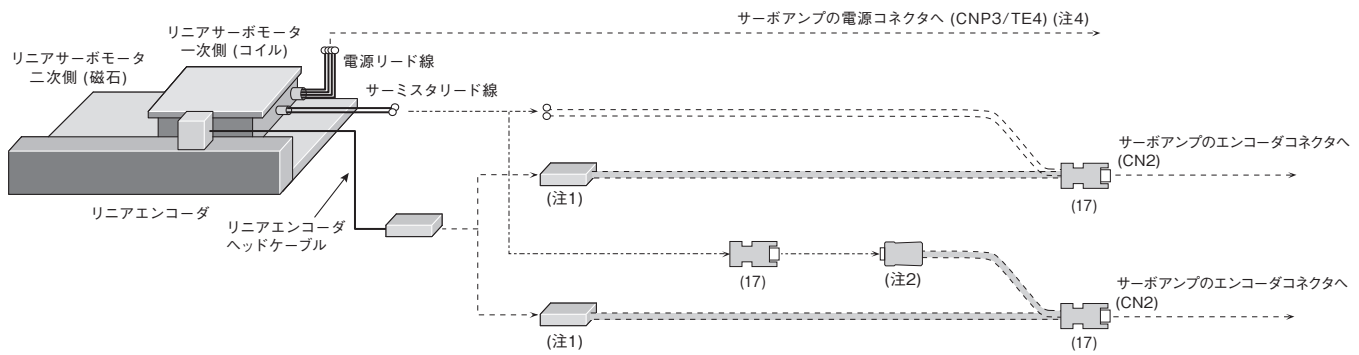 サーボアンプの電源コネクタへ (CNP3/TE4) (注4)
リニアサーボモータ
一次側 (コイル)
リニアサーボモータ
二次側 (磁石)
電源リード線
サーミスタリード線
サーボアンプのエンコーダコネクタへ
(CN2)
(注1)
(17)
リニアエンコーダ
リニアエンコーダ
ヘッドケーブル
(17)
(注2)
サーボアンプのエンコーダコネクタへ
(CN2)
(注1)
(17)